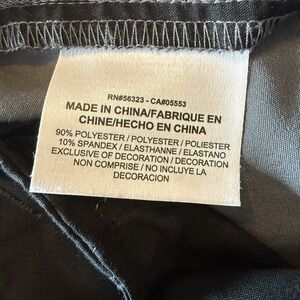 RN#56323 - CA#05553
MADE IN CHINA/FABRIQUE EN
CHINE/HECHO EN CHINA
90% POLYESTER / POLYESTER / POLIESTER
10% SPANDEX / ELASTHANNE / ELASTANO
EXCLUSIVE OF DECORATION / DECORATION
NON COMPRISE / NO INCLUYE LA
DECORACION